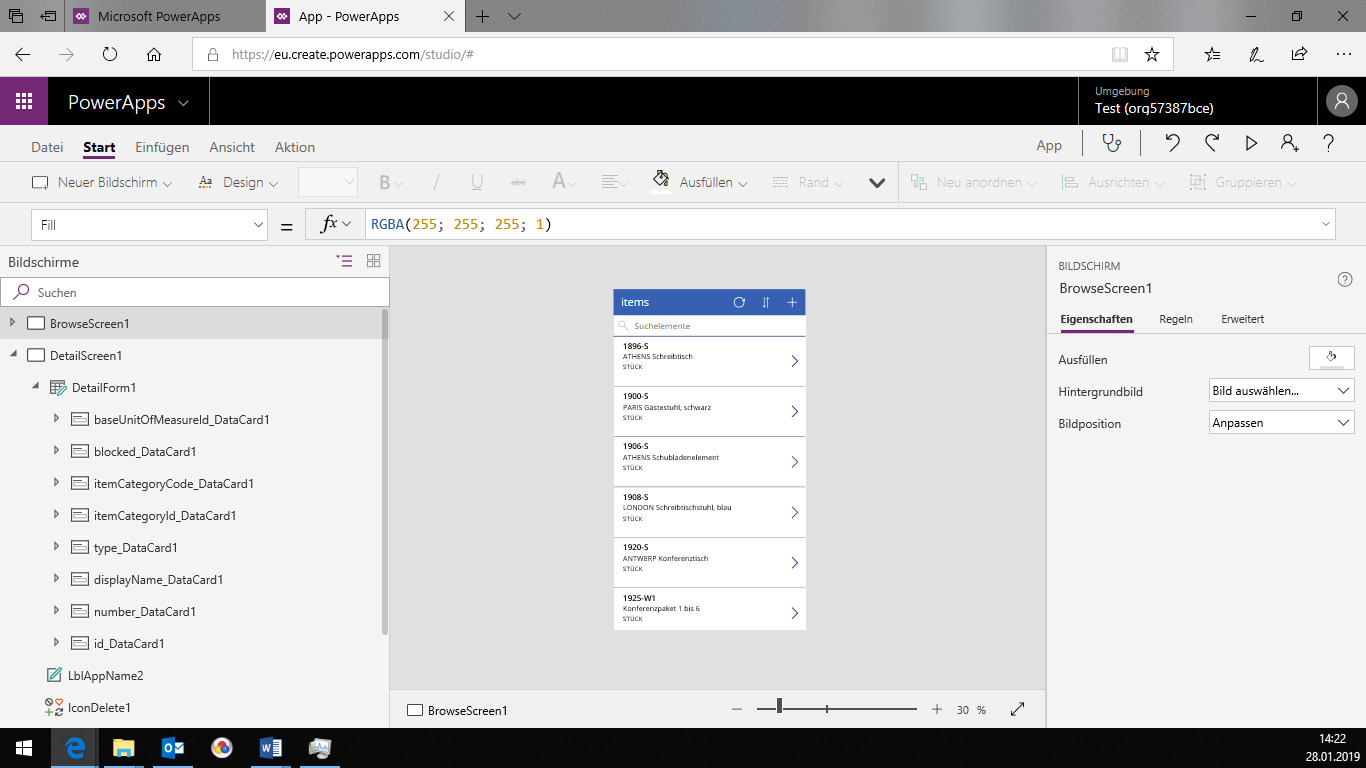 Microsoft PowerApps
App - PowerApps
https://eu.create.powerapps.com/studio/#
PowerApps
Umgebung
Test (org57387bce)
Datei Start Einfügen Ansicht Aktion
App
Neuer Bildschirm
Aa Design
B / U abc A
Ausfüllen
Rand
Neu anordnen
Ausrichten
Gruppieren
Fill
= fx
RGBA(255; 255; 255; 1)
Bildschirme
Suchen
BrowseScreen1
DetailScreen1
DetailForm1
baseUnitOfMeasureId_DataCard1
blocked_DataCard1
itemCategoryCode_DataCard1
itemCategoryId_DataCard1
type_DataCard1
displayName_DataCard1
number_DataCard1
id_DataCard1
LblAppName2
IconDelete1
items
Suchelemente
1896-S
ATHENS Schreibtisch
STÜCK
1900-S
PARIS Gästestuhl, schwarz
STÜCK
1906-S
ATHENS Schubladenelement
STÜCK
1908-S
LONDON Schreibtischstuhl, blau
STÜCK
1920-S
ANTWERP Konferenztisch
STÜCK
1925-W1
Konferenzpaket 1 bis 6
STÜCK
BrowseScreen1
30 %
BILDSCHIRM
BrowseScreen1
Eigenschaften Regeln Erweitert
Ausfüllen
Hintergrundbild Bild auswählen...
Bildposition Anpassen
14:22
28.01.2019